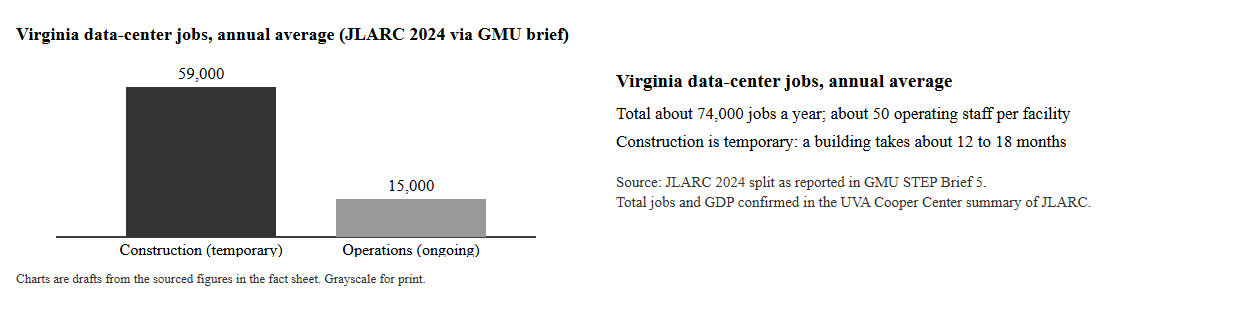 Virginia data-center jobs, annual average (JLARC 2024 via GMU brief)
59,000
15,000
Construction (temporary)
Operations (ongoing)
Charts are drafts from the sourced figures in the fact sheet. Grayscale for print.
Virginia data-center jobs, annual average
Total about 74,000 jobs a year; about 50 operating staff per facility
Construction is temporary: a building takes about 12 to 18 months
Source: JLARC 2024 split as reported in GMU STEP Brief 5.
Total jobs and GDP confirmed in the UVA Cooper Center summary of JLARC.